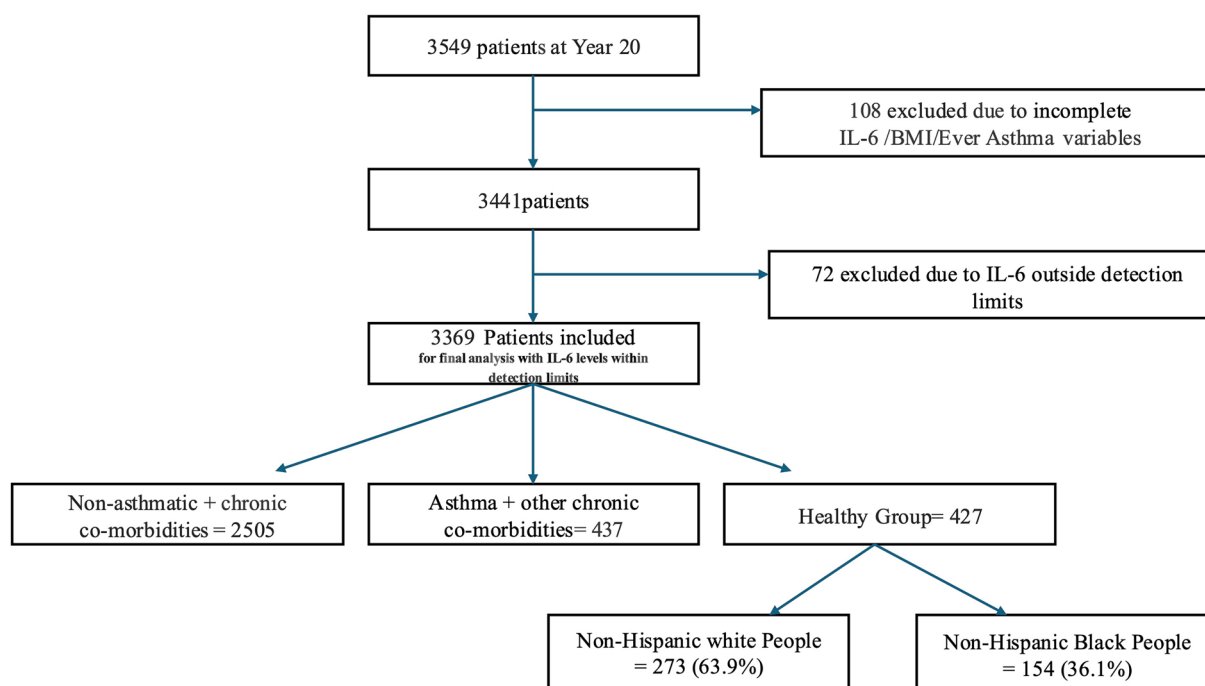 3549 patients at Year 20
108 excluded due to incomplete
IL-6 /BMI/Ever Asthma variables
3441patients
72 excluded due to IL-6 outside detection
limits
3369 Patients included
for final analysis with IL-6 levels within
detection limits
Non-asthmatic + chronic
co-morbidities = 2505
Asthma + other chronic
co-morbidities= 437
Healthy Group= 427
Non-Hispanic white People
= 273 (63.9%)
Non-Hispanic Black People
= 154 (36.1%)